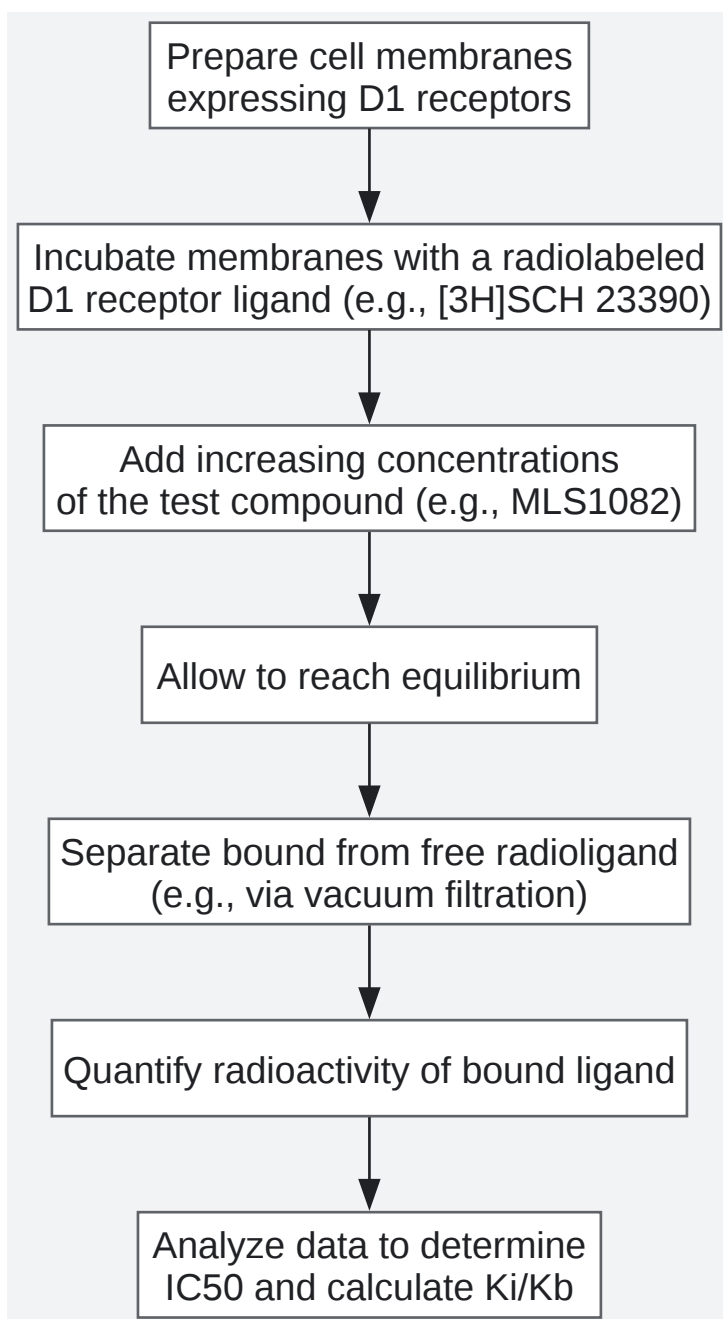 Prepare cell membranes
expressing D1 receptors
Incubate membranes with a radiolabeled
D1 receptor ligand (e.g., [3H]SCH 23390)
Add increasing concentrations
of the test compound (e.g., MLS1082)
Allow to reach equilibrium
Separate bound from free radioligand
(e.g., via vacuum filtration)
Quantify radioactivity of bound ligand
Analyze data to determine
IC50 and calculate Ki/Kb